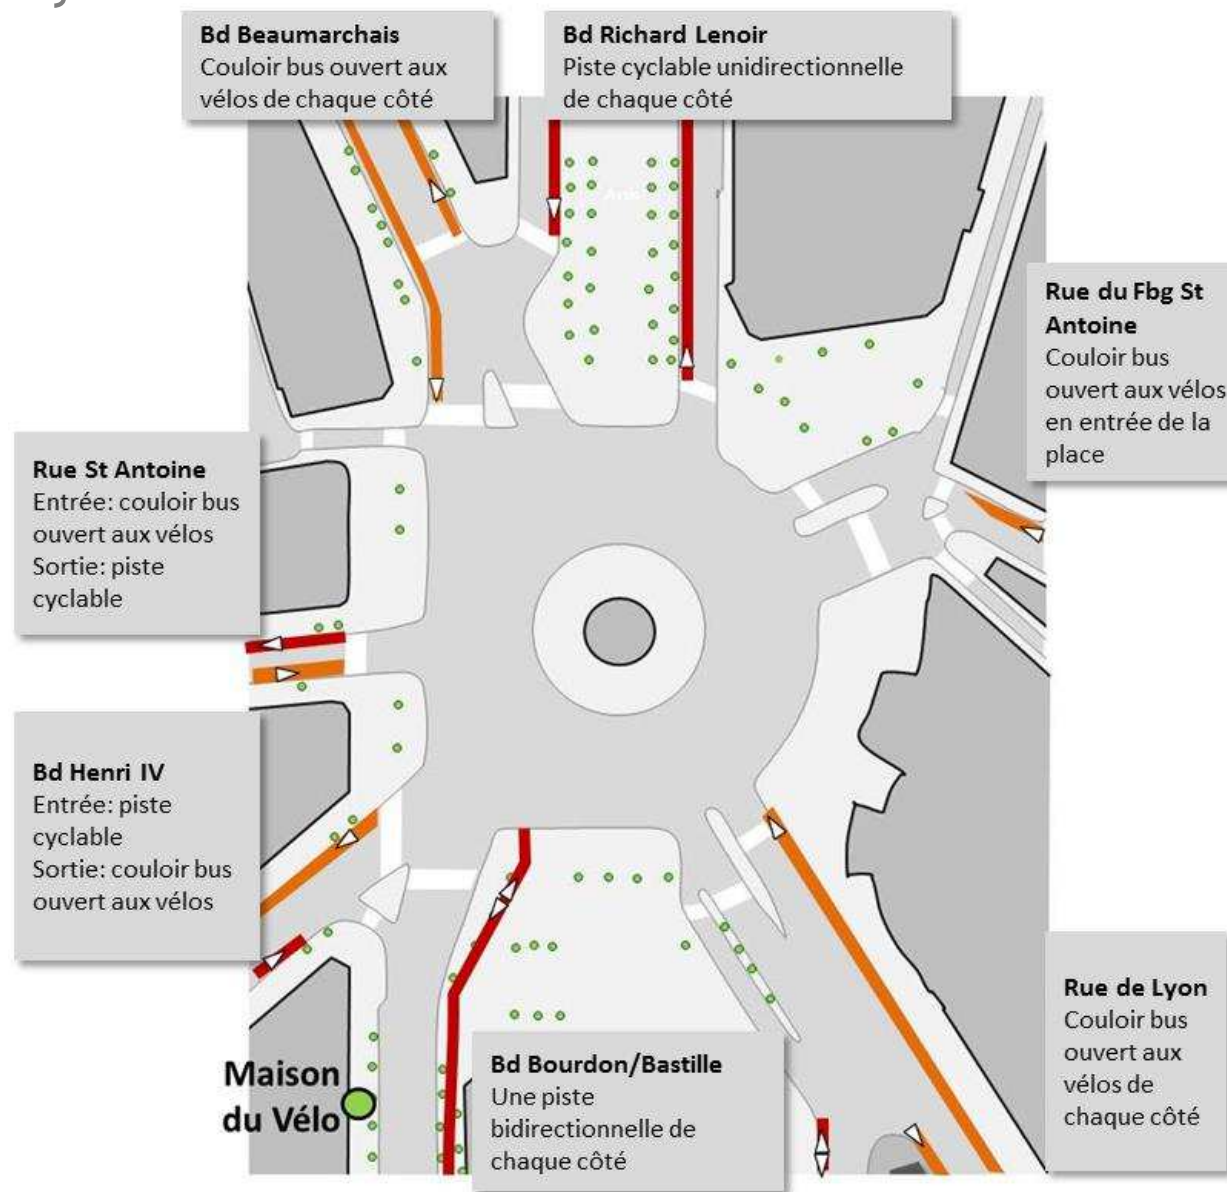 Bd Beaumarchais
Couloir bus ouvert aux
vélos de chaque côté
Bd Richard Lenoir
Piste cyclable unidirectionnelle
de chaque côté
Rue du Fbg St
Antoine
Couloir bus
ouvert aux vélos
en entrée de la
place
Rue St Antoine
Entrée: couloir bus
ouvert aux vélos
Sortie: piste
cyclable
Bd Henri IV
Entrée: piste
cyclable
Sortie: couloir bus
ouvert aux vélos
Rue de Lyon
Couloir bus
ouvert aux
vélos de
chaque côté
Bd Bourdon/Bastille
Une piste
bidirectionnelle de
chaque côté
Maison
du Vélo